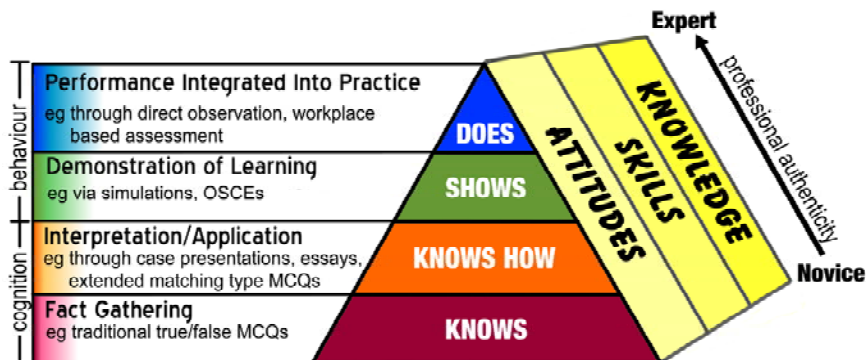 Expert
Performance Integrated Into Practice
eg through direct observation, workplace
based assessment
DOES
Demonstration of Learning
eg via simulations, OSCEs
SHOWS
Interpretation/Application
eg through case presentations, essays,
extended matching type MCQs
KNOWS HOW
Fact Gathering
eg traditional true/false MCQs
KNOWS
behaviour
cognition
ATTITUDES
SKILLS
KNOWLEDGE
professional authenticity
Novice